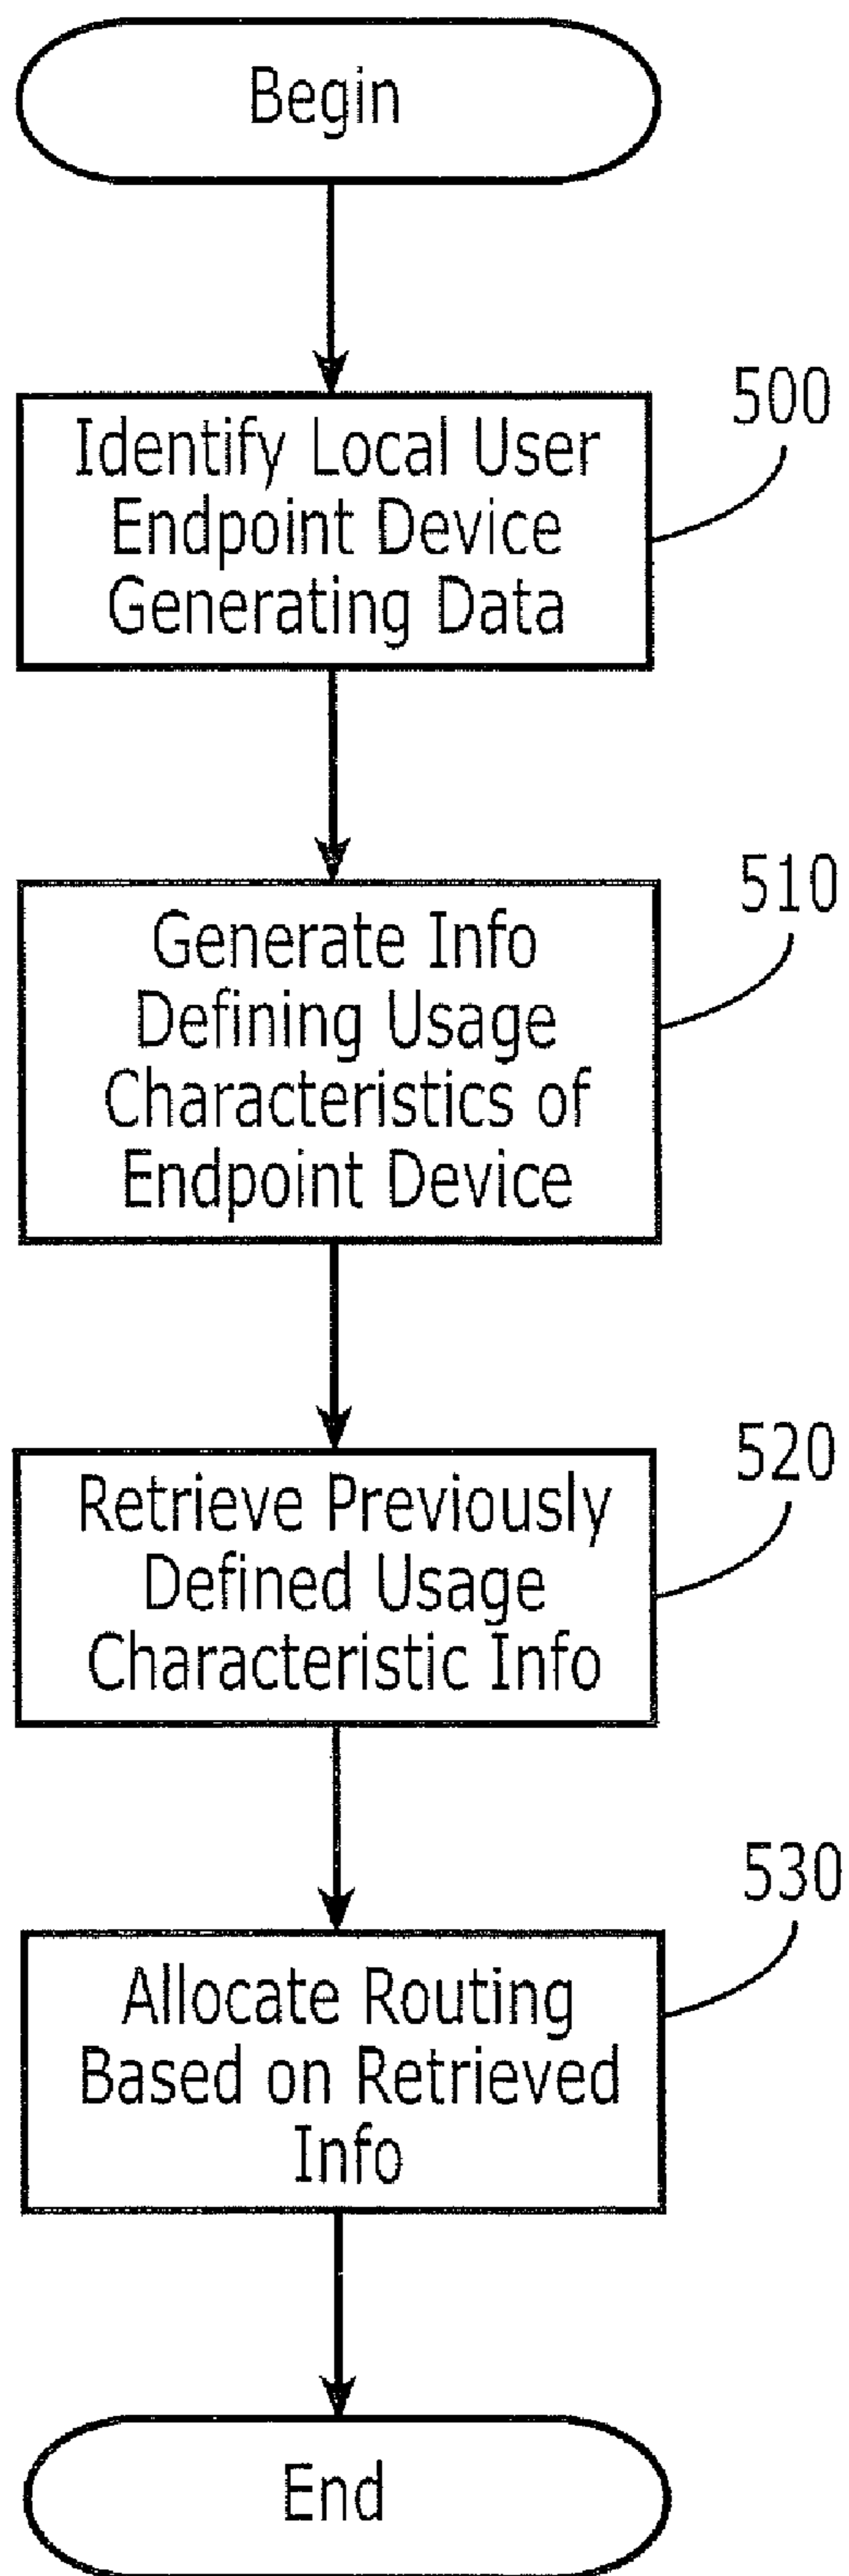 Begin
500
Identify Local User
Endpoint Device
Generating Data
510
Generate Info
Defining Usage
Characteristics of
Endpoint Device
520
Retrieve Previously
Defined Usage
Characteristic Info
530
Allocate Routing
Based on Retrieved
Info
End